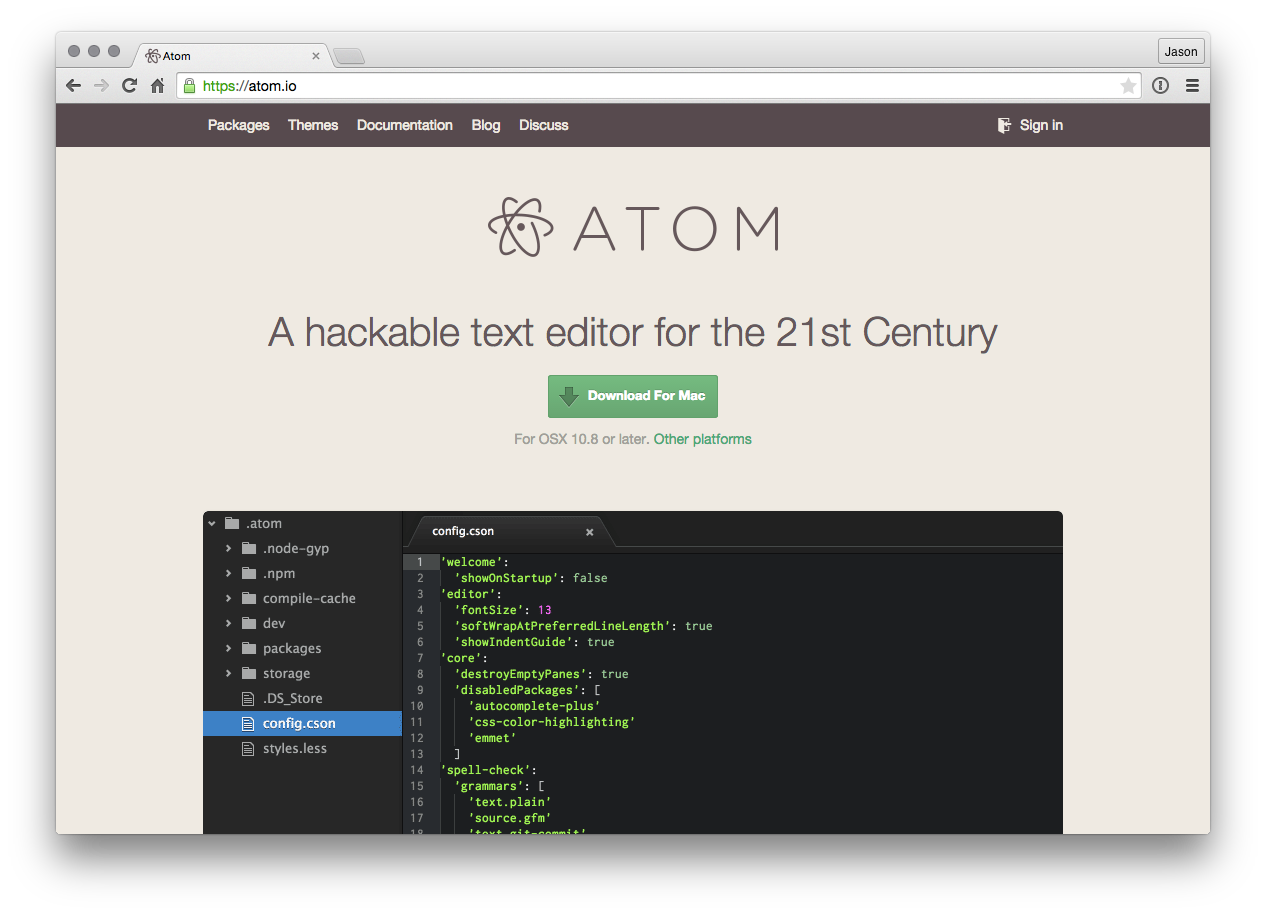 Atom
Jason
https://atom.io
Packages Themes Documentation Blog Discuss Sign in
ATOM
A hackable text editor for the 21st Century
Download For Mac
For OSX 10.8 or later. Other platforms
.atom
.node-gyp
.npm
compile-cache
dev
packages
storage
.DS_Store
config.cson
styles.less
config.cson
1 'welcome':
2 'showOnStartup': false
3 'editor':
4 'fontSize': 13
5 'softWrapAtPreferredLineLength': true
6 'showIndentGuide': true
7 'core':
8 'destroyEmptyPanes': true
9 'disabledPackages': [
10 'autocomplete-plus'
11 'css-color-highlighting'
12 'emmet'
13 ]
14 'spell-check':
15 'grammars': [
16 'text.plain'
17 'source.gfm'
18 'text.git-commit'